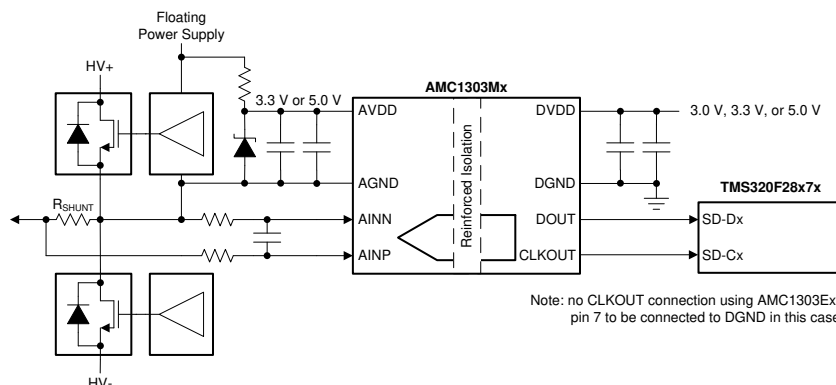 Floating
Power Supply
HV+
3.3 V or 5.0 V
AMC1303Mx
AVDD
DVDD
3.0 V, 3.3 V, or 5.0 V
Reinforced Isolation
AGND
DGND
TMS320F28x7x
RSHUNT
AINN
DOUT
SD-Dx
AINP
CLKOUT
SD-Cx
Note: no CLKOUT connection using AMC1303Ex
pin 7 to be connected to DGND in this case
HV-